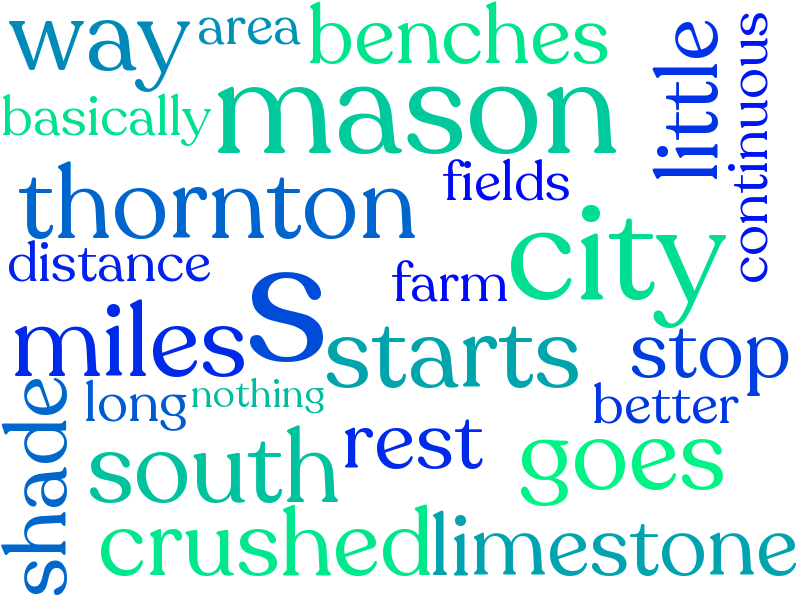 way
area
benches
basically
mason
little
continuous
thornton
fields
city
distance
s
farm
miles
starts
stop
shade
long
nothing
better
south
rest
goes
crushed
limestone